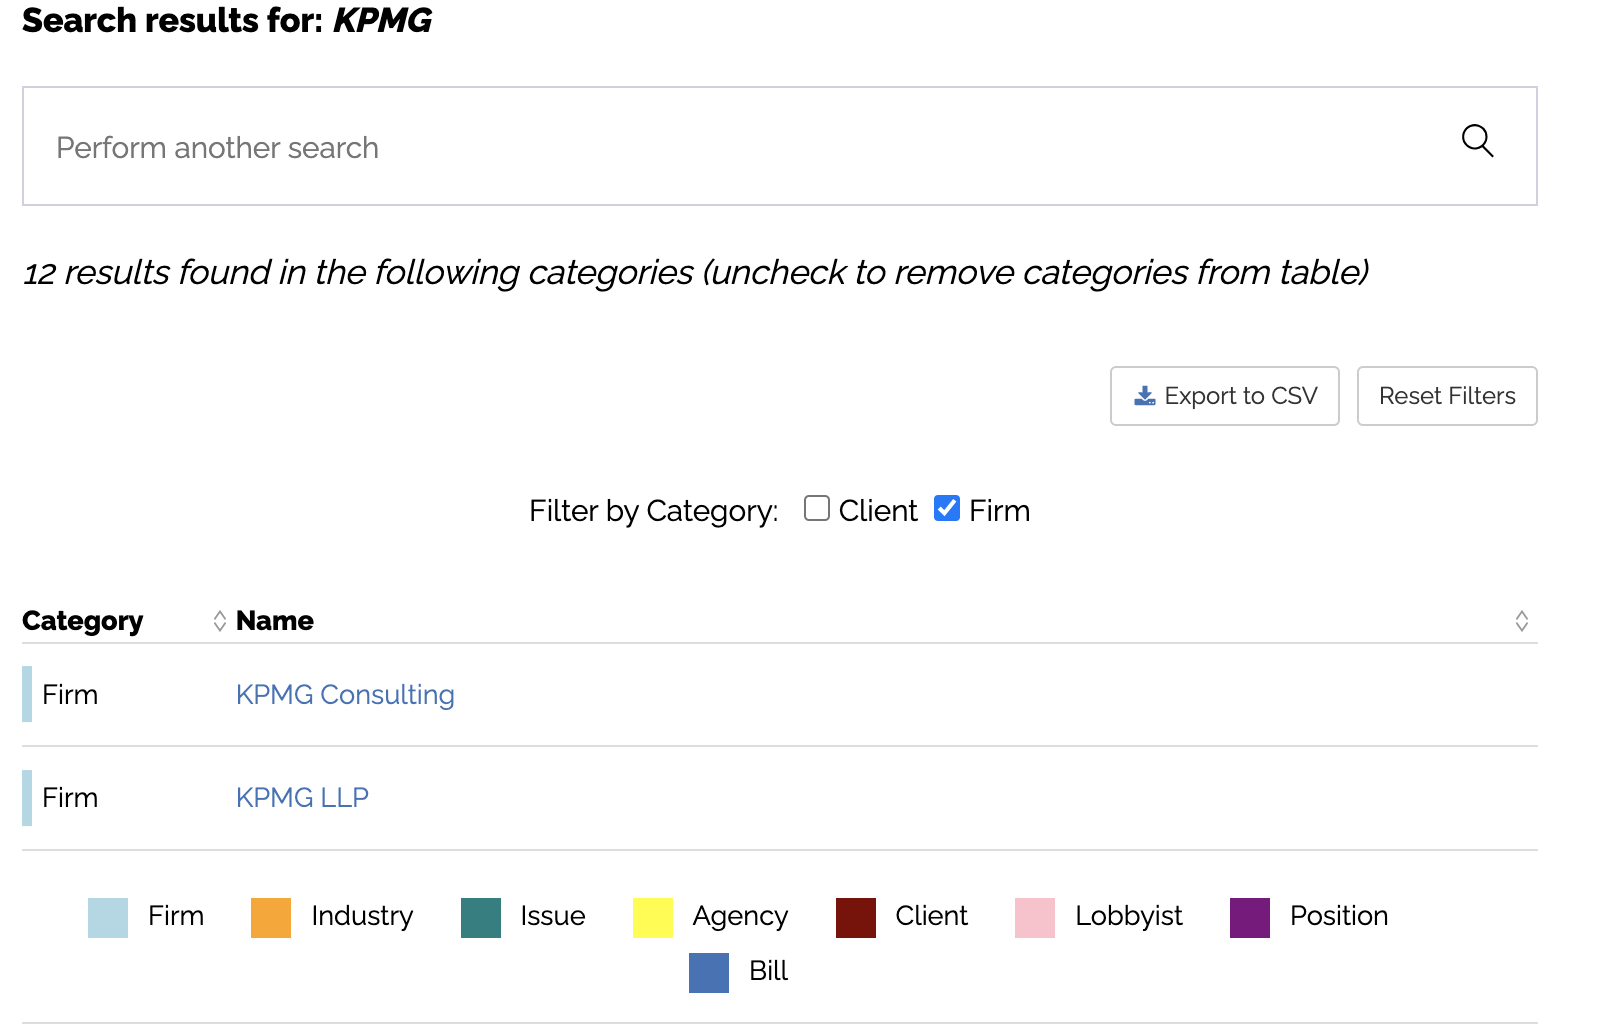 Search results for: KPMG
Perform another search
12 results found in the following categories (uncheck to remove categories from table)
Export to CSV Reset Filters
Filter by Category: Client Firm
Category Name
Firm KPMG Consulting
Firm KPMG LLP
Firm Industry Issue Agency Client Lobbyist Position
Bill